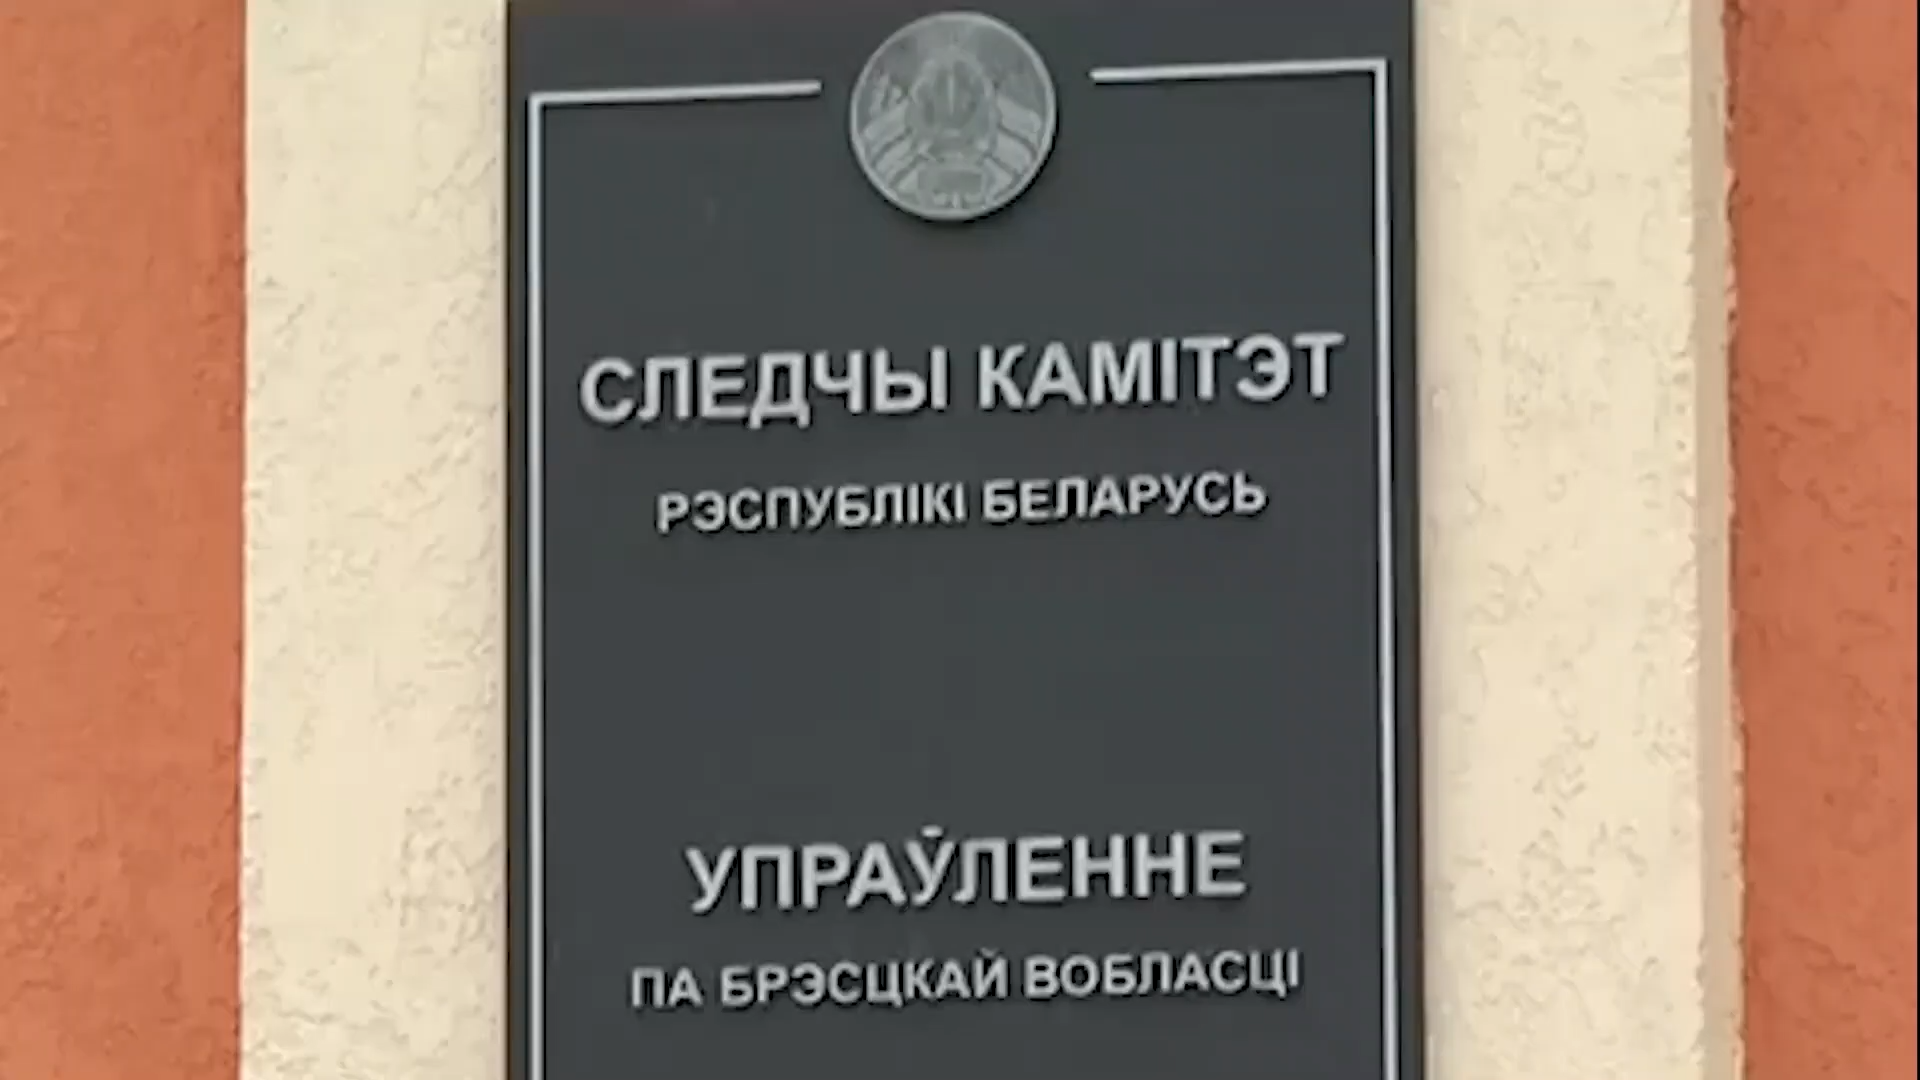 СЛЕДЧЫ КАМІТЭТ
РЭСПУБЛІКІ БЕЛАРУСЬ
УПРАЎЛЕННЕ
ПА БРЭСЦКАЙ ВОБЛАСЦІ